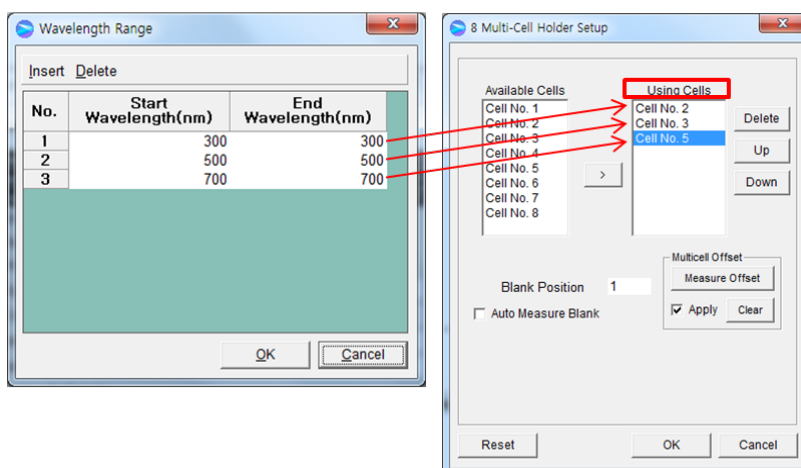 Wavelength Range
Insert Delete
No. Start Wavelength(nm) End Wavelength(nm)
1 300 300
2 500 500
3 700 700
OK Cancel
8 Multi-Cell Holder Setup
Available Cells
Cell No. 1
Cell No. 2
Cell No. 3
Cell No. 4
Cell No. 5
Cell No. 6
Cell No. 7
Cell No. 8
>
Using Cells
Cell No. 2
Cell No. 3
Cell No. 5
Delete
Up
Down
Multicell Offset
Measure Offset
Apply Clear
Blank Position 1
Auto Measure Blank
Reset OK Cancel